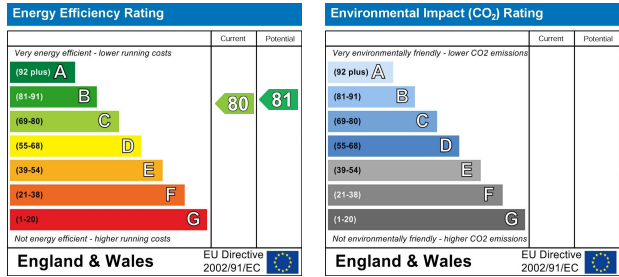 Energy Efficiency Rating
Current Potential
Very energy efficient - lower running costs
(92 plus) A
(81-91) B
(69-80) C
(55-68) D
(39-54) E
(21-38) F
(1-20) G
80 81
Not energy efficient - higher running costs
England & Wales
EU Directive
2002/91/EC
Environmental Impact (CO₂) Rating
Current Potential
Very environmentally friendly - lower CO2 emissions
(92 plus) A
(81-91) B
(69-80) C
(55-68) D
(39-54) E
(21-38) F
(1-20) G
Not environmentally friendly - higher CO2 emissions
England & Wales
EU Directive
2002/91/EC